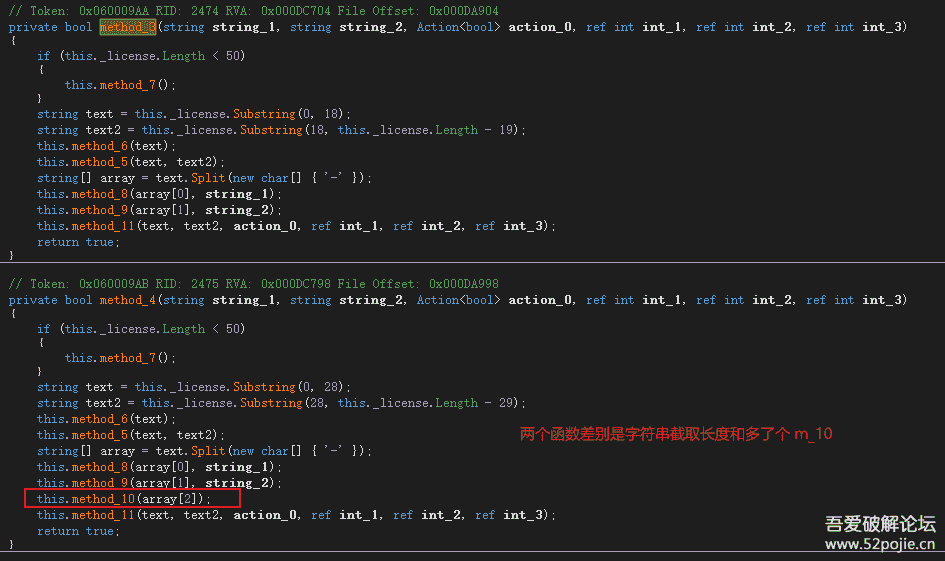 // Token: 0x060009AA RID: 2474 RVA: 0x000DC704 File Offset: 0x000DA904
private bool method_3(string string_1, string string_2, Action<bool> action_0, ref int int_1, ref int int_2, ref int int_3)
{
if (this._license.Length < 50)
{
this.method_7();
}
string text = this._license.Substring(0, 18);
string text2 = this._license.Substring(18, this._license.Length - 19);
this.method_6(text);
this.method_5(text, text2);
string[] array = text.Split(new char[] { '-' });
this.method_8(array[0], string_1);
this.method_9(array[1], string_2);
this.method_11(text, text2, action_0, ref int_1, ref int_2, ref int_3);
return true;
}
// Token: 0x060009AB RID: 2475 RVA: 0x000DC798 File Offset: 0x000DA998
private bool method_4(string string_1, string string_2, Action<bool> action_0, ref int int_1, ref int int_2, ref int int_3)
{
if (this._license.Length < 50)
{
this.method_7();
}
string text = this._license.Substring(0, 28);
string text2 = this._license.Substring(28, this._license.Length - 29);
this.method_6(text);
this.method_5(text, text2);
两个函数差别是字符串截取长度和多了个 m_10
string[] array = text.Split(new char[] { '-' });
this.method_8(array[0], string_1);
this.method_9(array[1], string_2);
this.method_10(array[2]);
this.method_11(text, text2, action_0, ref int_1, ref int_2, ref int_3);
return true;
}
吾爱破解论坛
www.52pojie.cn